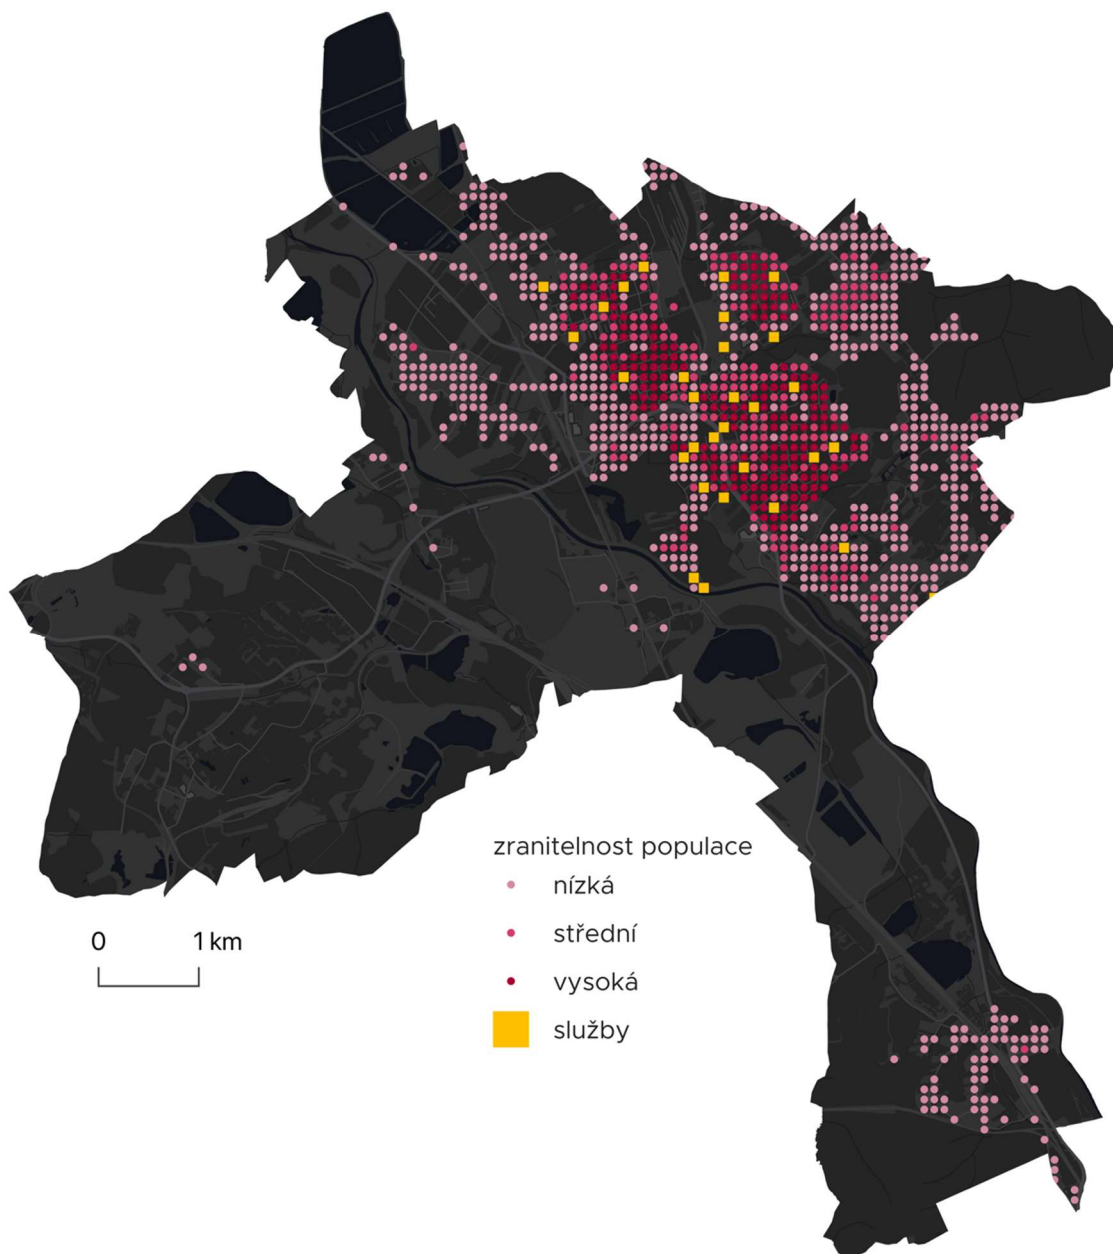 zranitelnost populace
nízká
střední
vysoká
služby
0 1 km